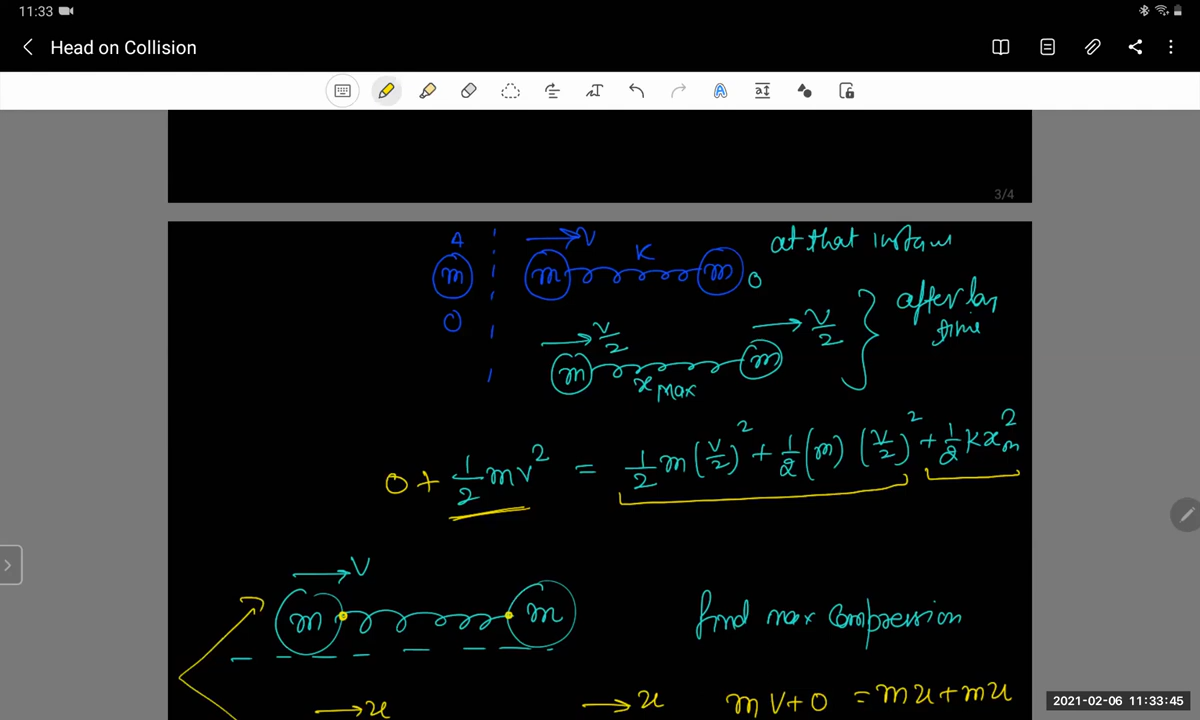 11:33
Head on Collision
3/4
A
m
0
V
m K m 0
at that instant
V/2
V/2
m m
x max
after long
time
0 + 1/2 mv² = 1/2 m (V/2)² + 1/2 (m) (V/2)² + 1/2 K x²m
V
m m
find max compression
u
u
mV+0 = mu+mu
2021-02-06 11:33:45